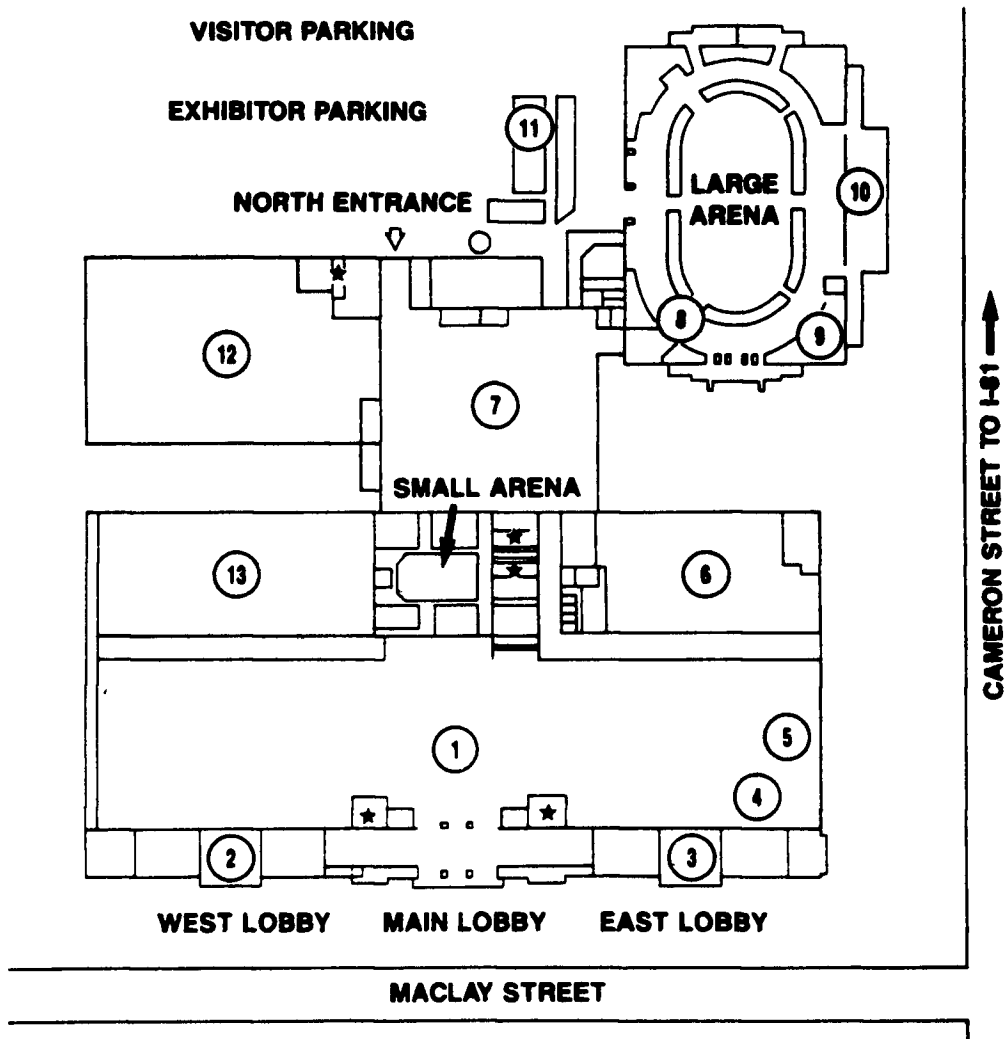 VISITOR PARKING
EXHIBITOR PARKING
11
NORTH ENTRANCE
LARGE
ARENA
10
8
9
12
7
SMALL ARENA
13
6
1
5
4
2
3
WEST LOBBY
MAIN LOBBY
EAST LOBBY
MACLAY STREET
CAMERON STREET TO I-81